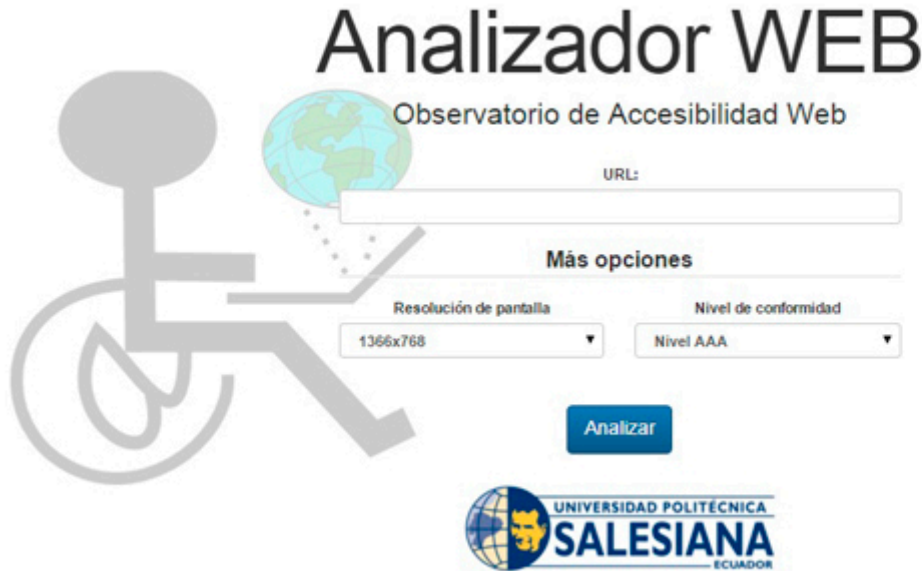 Analizador WEB
Observatorio de Accesibilidad Web
URL:
Más opciones
Resolución de pantalla
Nivel de conformidad
1366x768
Nivel AAA
Analizar
UNIVERSIDAD POLITÉCNICA
SALESIANA
ECUADOR